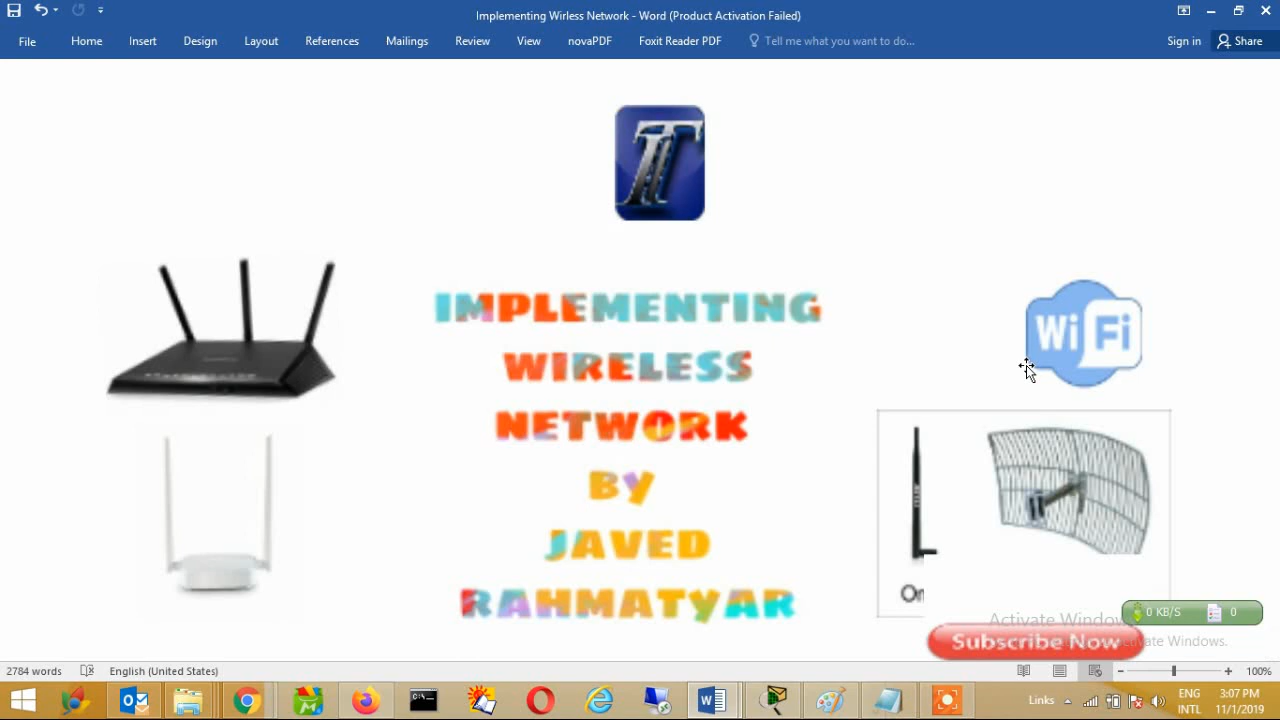 Implementing Wirless Network - Word (Product Activation Failed)
File Home Insert Design Layout References Mailings Review View novaPDF Foxit Reader PDF Tell me what you want to do... Sign in Share
IT
IMPLEMENTING
WIRELESS
NETWORK
BY
JAVED
RAHMATYAR
WiFi
0 KB/S 0
Activate Windows
Subscribe Now
2784 words English (United States) 100%
Links ENG 3:07 PM
INTL 11/1/2019